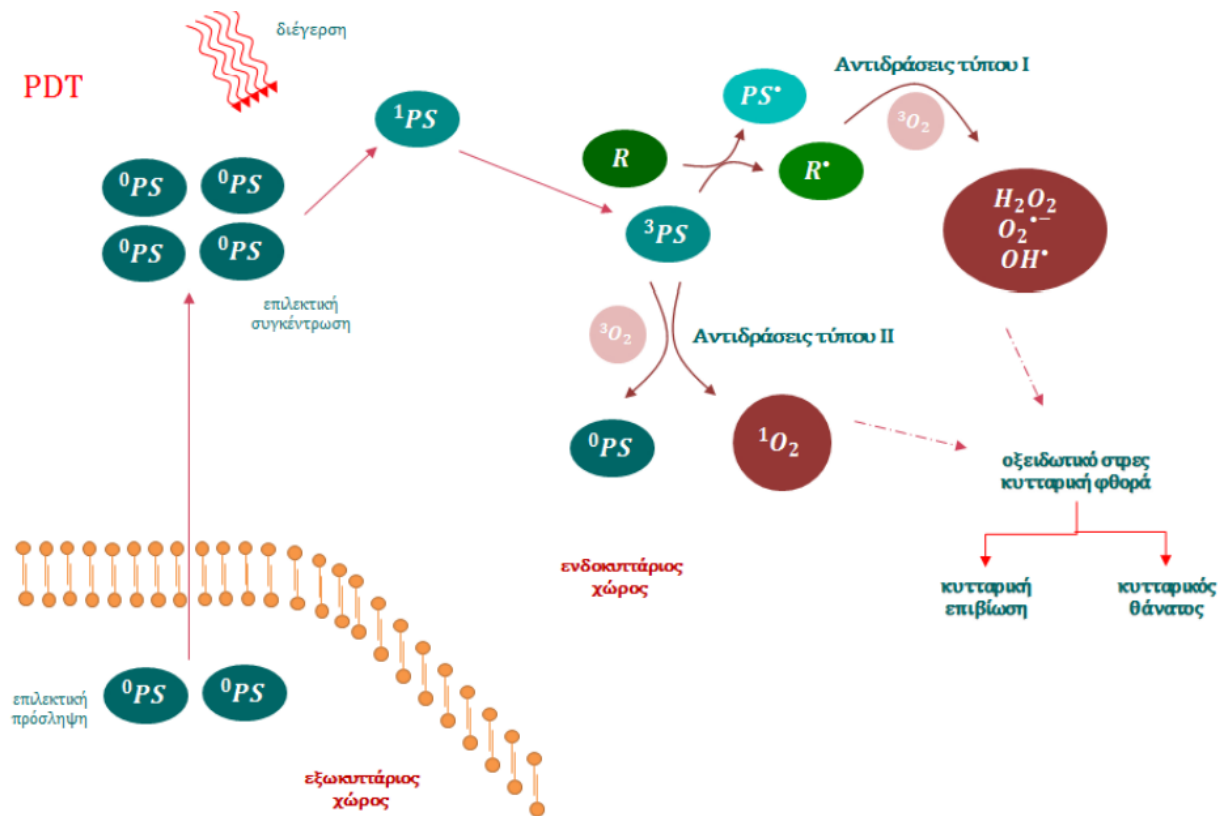 διέγερση
PDT
Αντιδράσεις τύπου I
¹PS
PS•
³O₂
R
R•
⁰PS ⁰PS
⁰PS ⁰PS
³PS
H₂O₂
O₂•−
OH•
επιλεκτική
συγκέντρωση
³O₂
Αντιδράσεις τύπου II
⁰PS
¹O₂
οξειδωτικό στρες
κυτταρική φθορά
ενδοκυττάριος
χώρος
κυτταρική
επιβίωση
κυτταρικός
θάνατος
επιλεκτική
πρόσληψη
⁰PS ⁰PS
εξωκυττάριος
χώρος